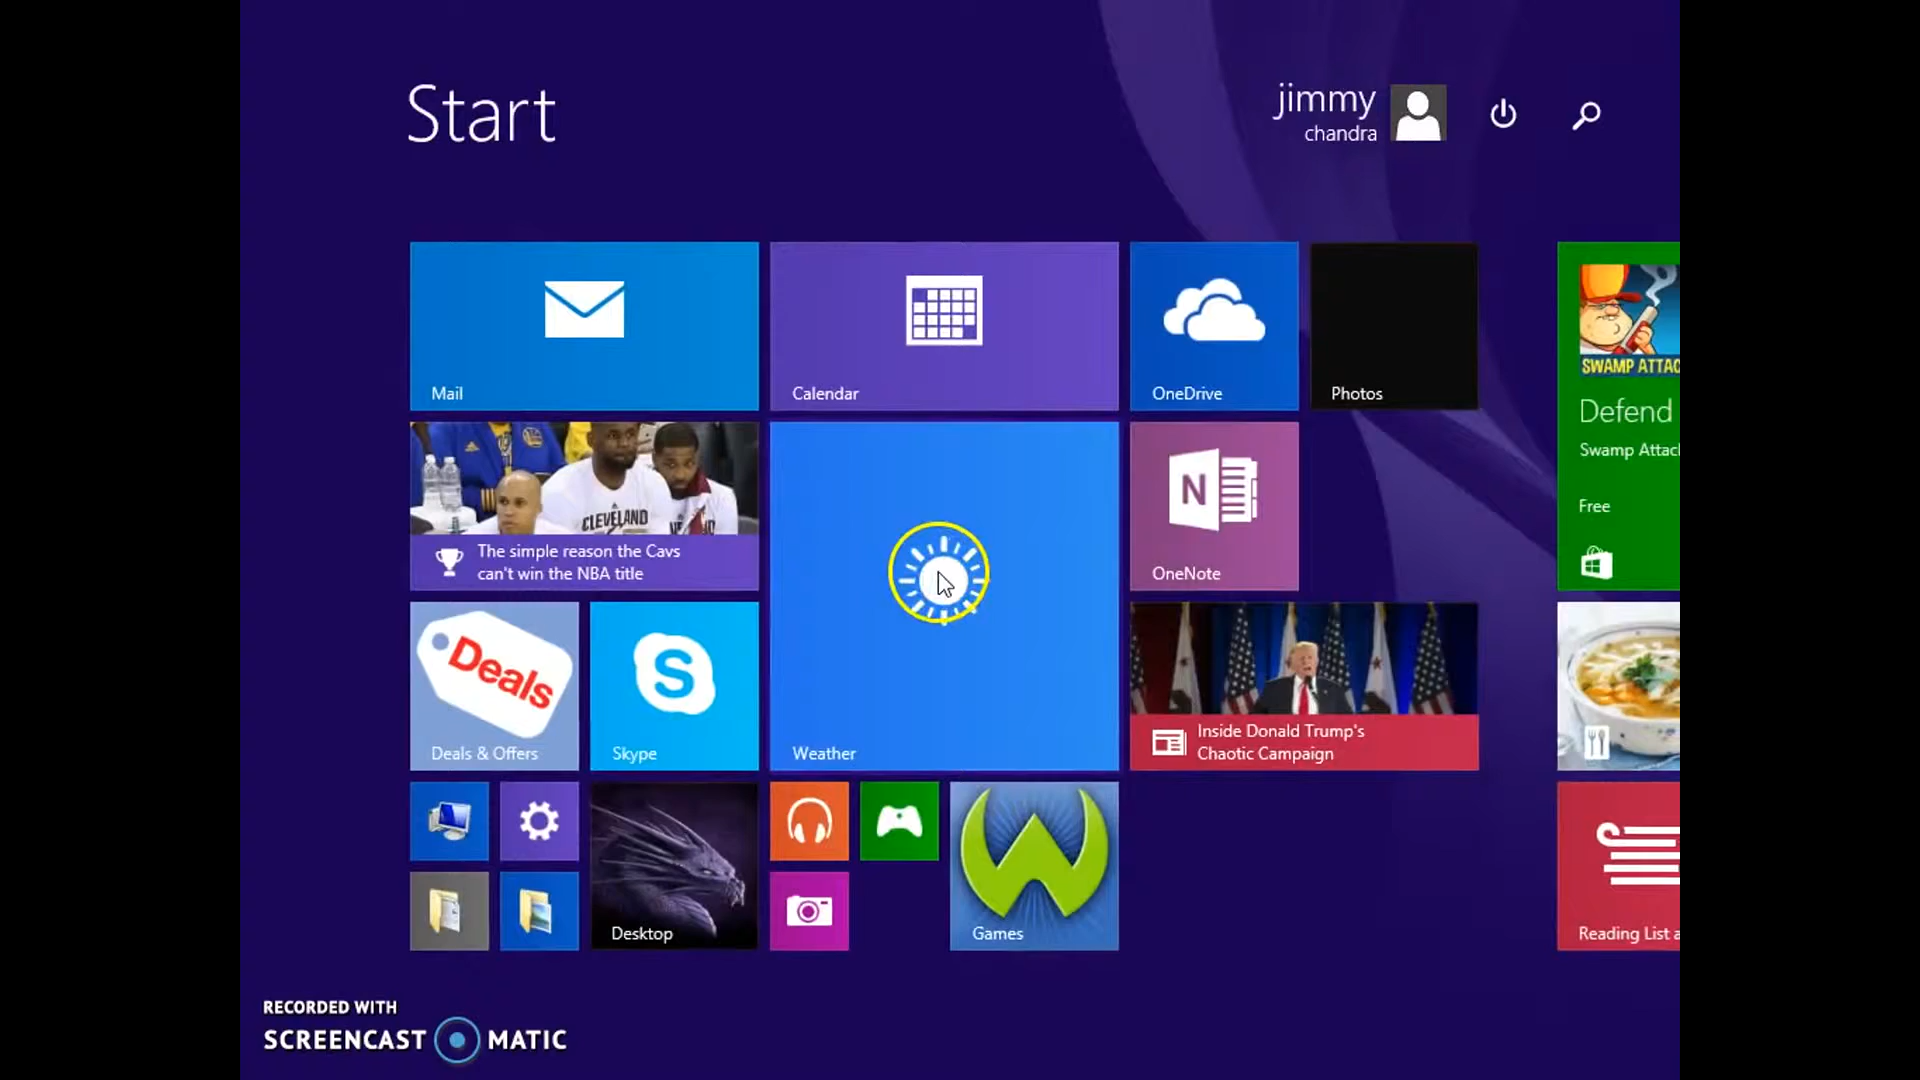 Start
jimmy
chandra
Mail
Calendar
OneDrive
Photos
SWAMP ATTAC
Defend
Swamp Attac
Free
CLEVELAND
The simple reason the Cavs
can't win the NBA title
OneNote
N
Deals
Deals & Offers
S
Skype
Weather
Inside Donald Trump's
Chaotic Campaign
Desktop
Games
Reading List a
RECORDED WITH
SCREENCAST MATIC